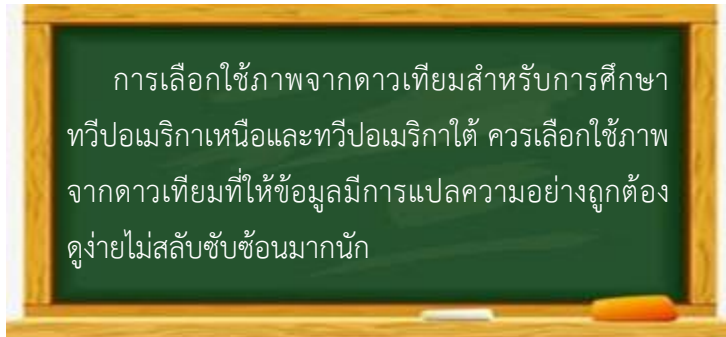 การเลือกใช้ภาพจากดาวเทียมสำหรับการศึกษา
ทวีปอเมริกาเหนือและทวีปอเมริกาใต้ ควรเลือกใช้ภาพ
จากดาวเทียมที่ให้ข้อมูลมีการแปลความอย่างถูกต้อง
ดูง่ายไม่สลับซับซ้อนมากนัก